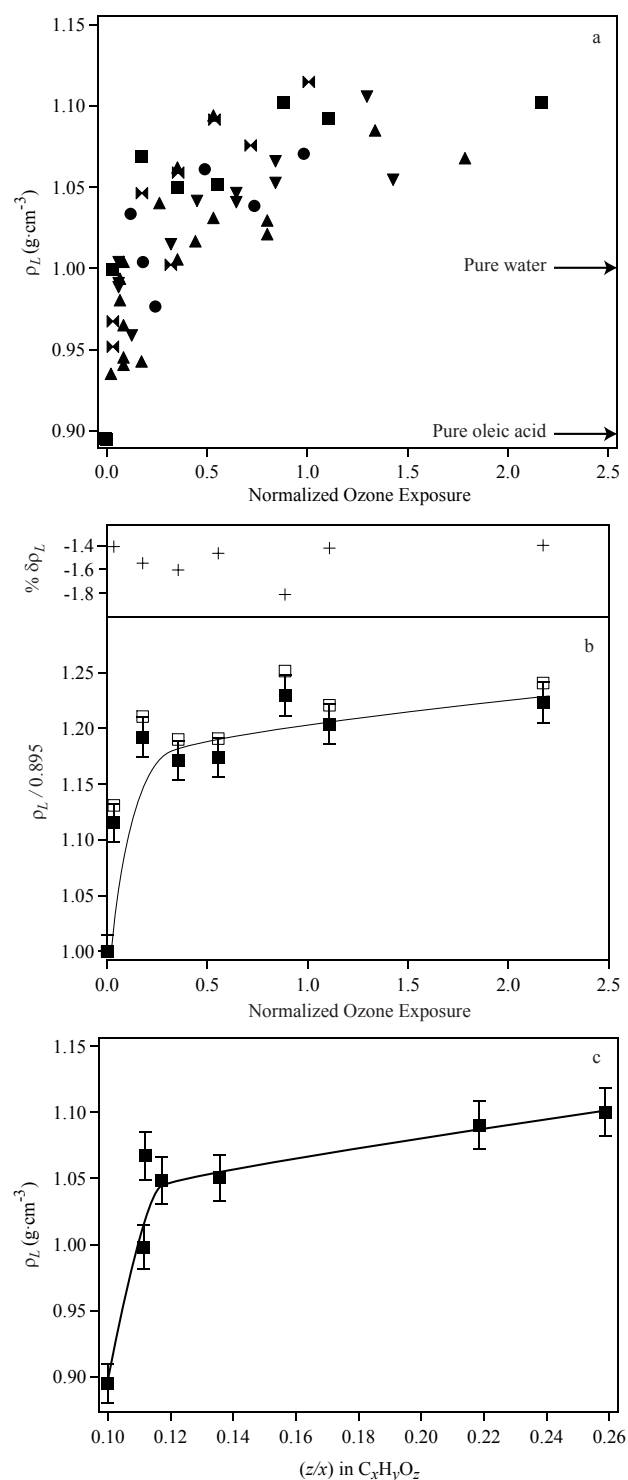 a
1.15
1.10
1.05
1.00
0.95
0.90
ρL (g·cm-3)
Pure water
Pure oleic acid
0.0 0.5 1.0 1.5 2.0 2.5
Normalized Ozone Exposure
% δρL
-1.4
-1.6
-1.8
b
1.25
1.20
1.15
1.10
1.05
1.00
ρL / 0.895
0.0 0.5 1.0 1.5 2.0 2.5
Normalized Ozone Exposure
c
1.15
1.10
1.05
1.00
0.95
0.90
ρL (g·cm-3)
0.10 0.12 0.14 0.16 0.18 0.20 0.22 0.24 0.26
(z/x) in CxHyOz